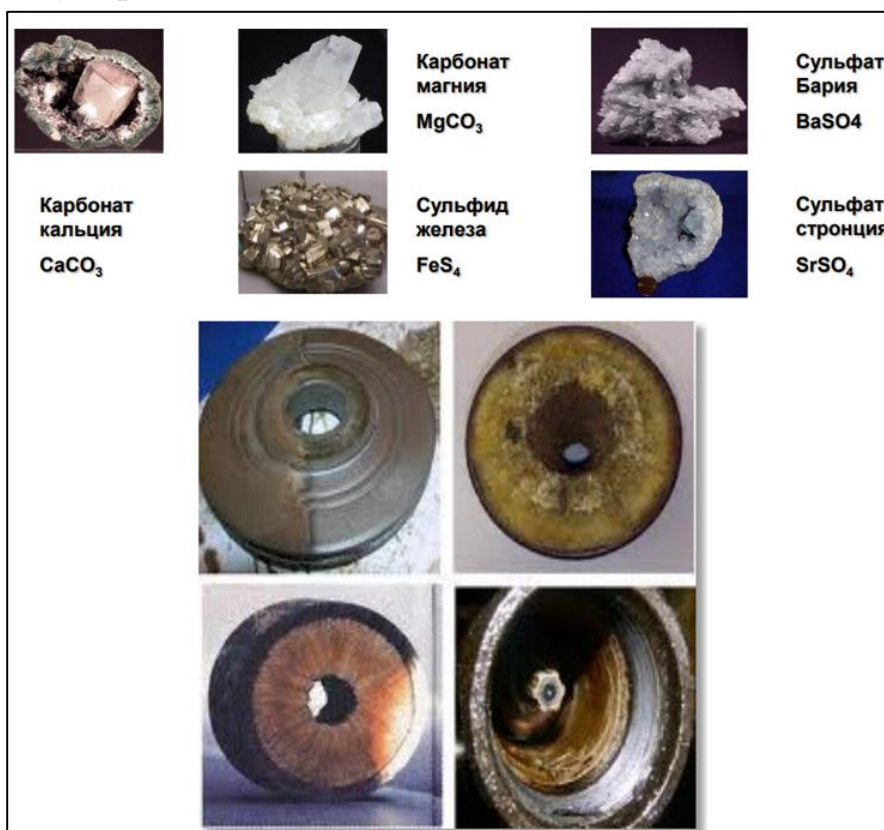 Карбонат
магния
MgCO₃
Сульфат
Бария
BaSO4
Карбонат
кальция
CaCO₃
Сульфид
железа
FeS₄
Сульфат
стронция
SrSO₄